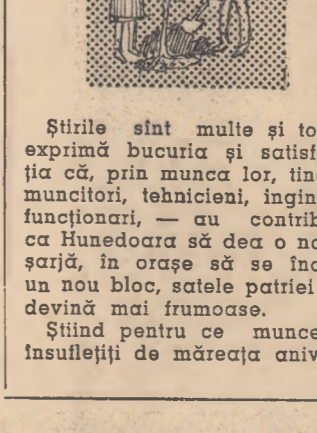 Știrile sînt multe și to
exprimă bucuria și satisf
ția că, prin munca lor, tin
muncitori, tehnicieni, ingin
funcționari, — au contrib
ca Hunedoara să dea o no
șarjă, în orașe să se înc
un nou bloc, satele patriei
devină mai frumoase.
Știind pentru ce munce
însuflețiți de măreața aniv